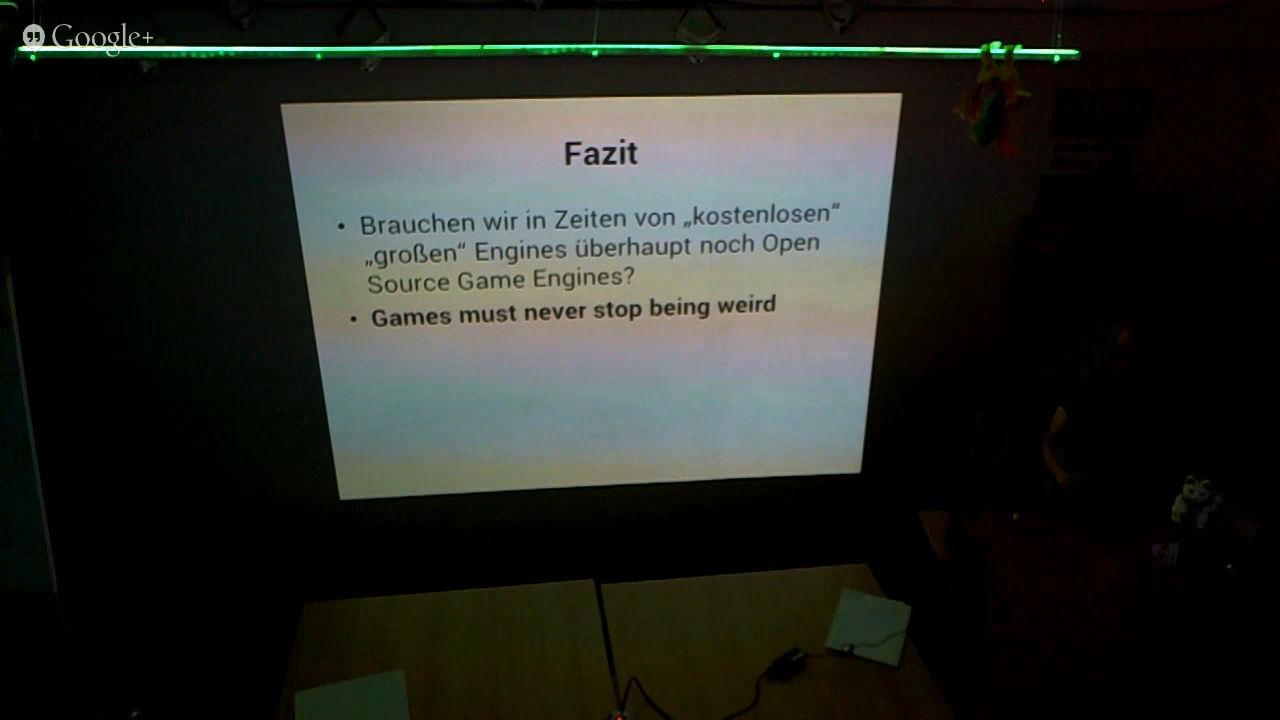 Google+
Fazit
• Brauchen wir in Zeiten von „kostenlosen“
„großen“ Engines überhaupt noch Open
Source Game Engines?
• Games must never stop being weird